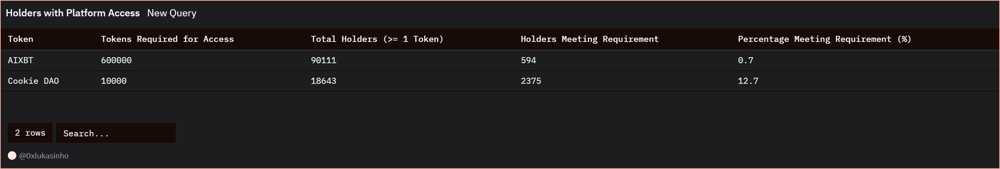 Holders with Platform Access New Query
Token Tokens Required for Access Total Holders (>= 1 Token) Holders Meeting Requirement Percentage Meeting Requirement (%)
AIXBT 600000 90111 594 0.7
Cookie DAO 10000 18643 2375 12.7
2 rows Search...
@0xlukasinho